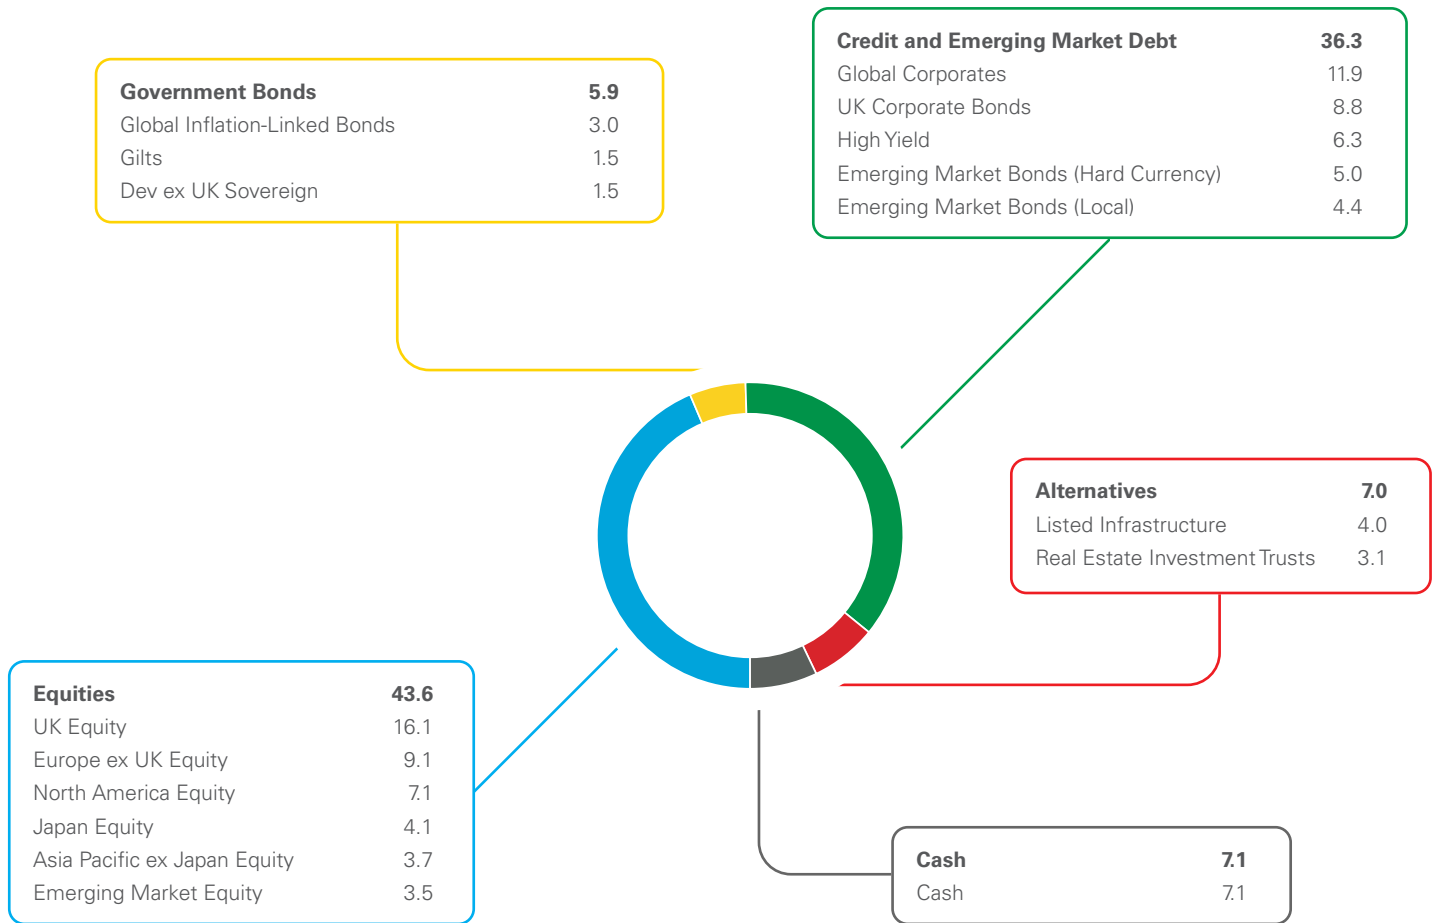 Government Bonds 5.9
Global Inflation-Linked Bonds 3.0
Gilts 1.5
Dev ex UK Sovereign 1.5
Credit and Emerging Market Debt 36.3
Global Corporates 11.9
UK Corporate Bonds 8.8
High Yield 6.3
Emerging Market Bonds (Hard Currency) 5.0
Emerging Market Bonds (Local) 4.4
Alternatives 7.0
Listed Infrastructure 4.0
Real Estate Investment Trusts 3.1
Equities 43.6
UK Equity 16.1
Europe ex UK Equity 9.1
North America Equity 7.1
Japan Equity 4.1
Asia Pacific ex Japan Equity 3.7
Emerging Market Equity 3.5
Cash 7.1
Cash 7.1